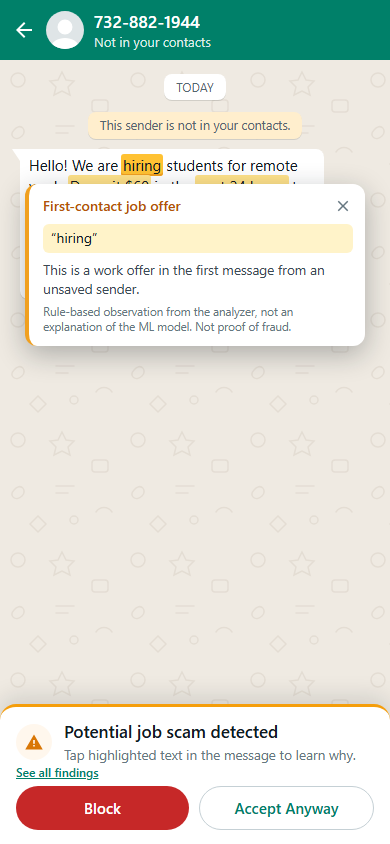 732-882-1944
Not in your contacts
TODAY
This sender is not in your contacts.
Hello! We are hiring students for remote
First-contact job offer
“hiring”
This is a work offer in the first message from an
unsaved sender.
Rule-based observation from the analyzer, not an
explanation of the ML model. Not proof of fraud.
Potential job scam detected
Tap highlighted text in the message to learn why.
See all findings
Block
Accept Anyway